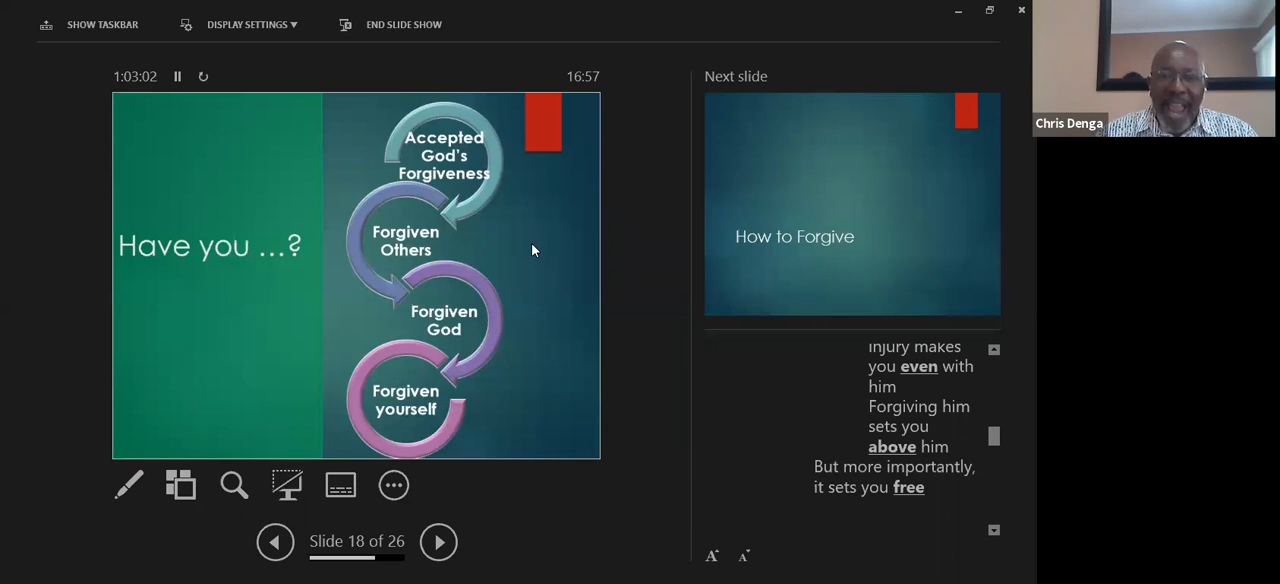 SHOW TASKBAR
DISPLAY SETTINGS ▼
END SLIDE SHOW
1:03:02
16:57
Have you ...?
Accepted
God's
Forgiveness
Forgiven
Others
Forgiven
God
Forgiven
yourself
Slide 18 of 26
Next slide
How to Forgive
injury makes
you even with
him
Forgiving him
sets you
above him
But more importantly,
it sets you free
A A
Chris Denga